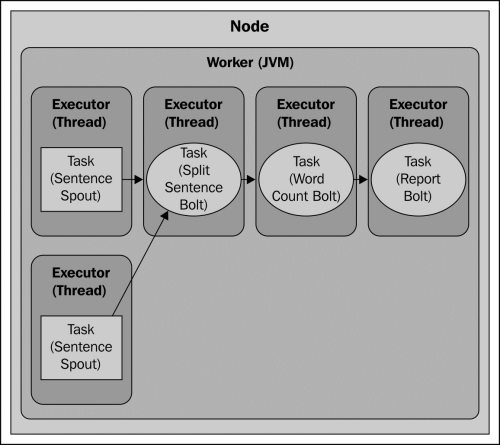 Node
Worker (JVM)
Executor
(Thread)
Task
(Sentence
Spout)
Executor
(Thread)
Task
(Split
Sentence
Bolt)
Executor
(Thread)
Task
(Word
Count Bolt)
Executor
(Thread)
Task
(Report
Bolt)
Executor
(Thread)
Task
(Sentence
Spout)